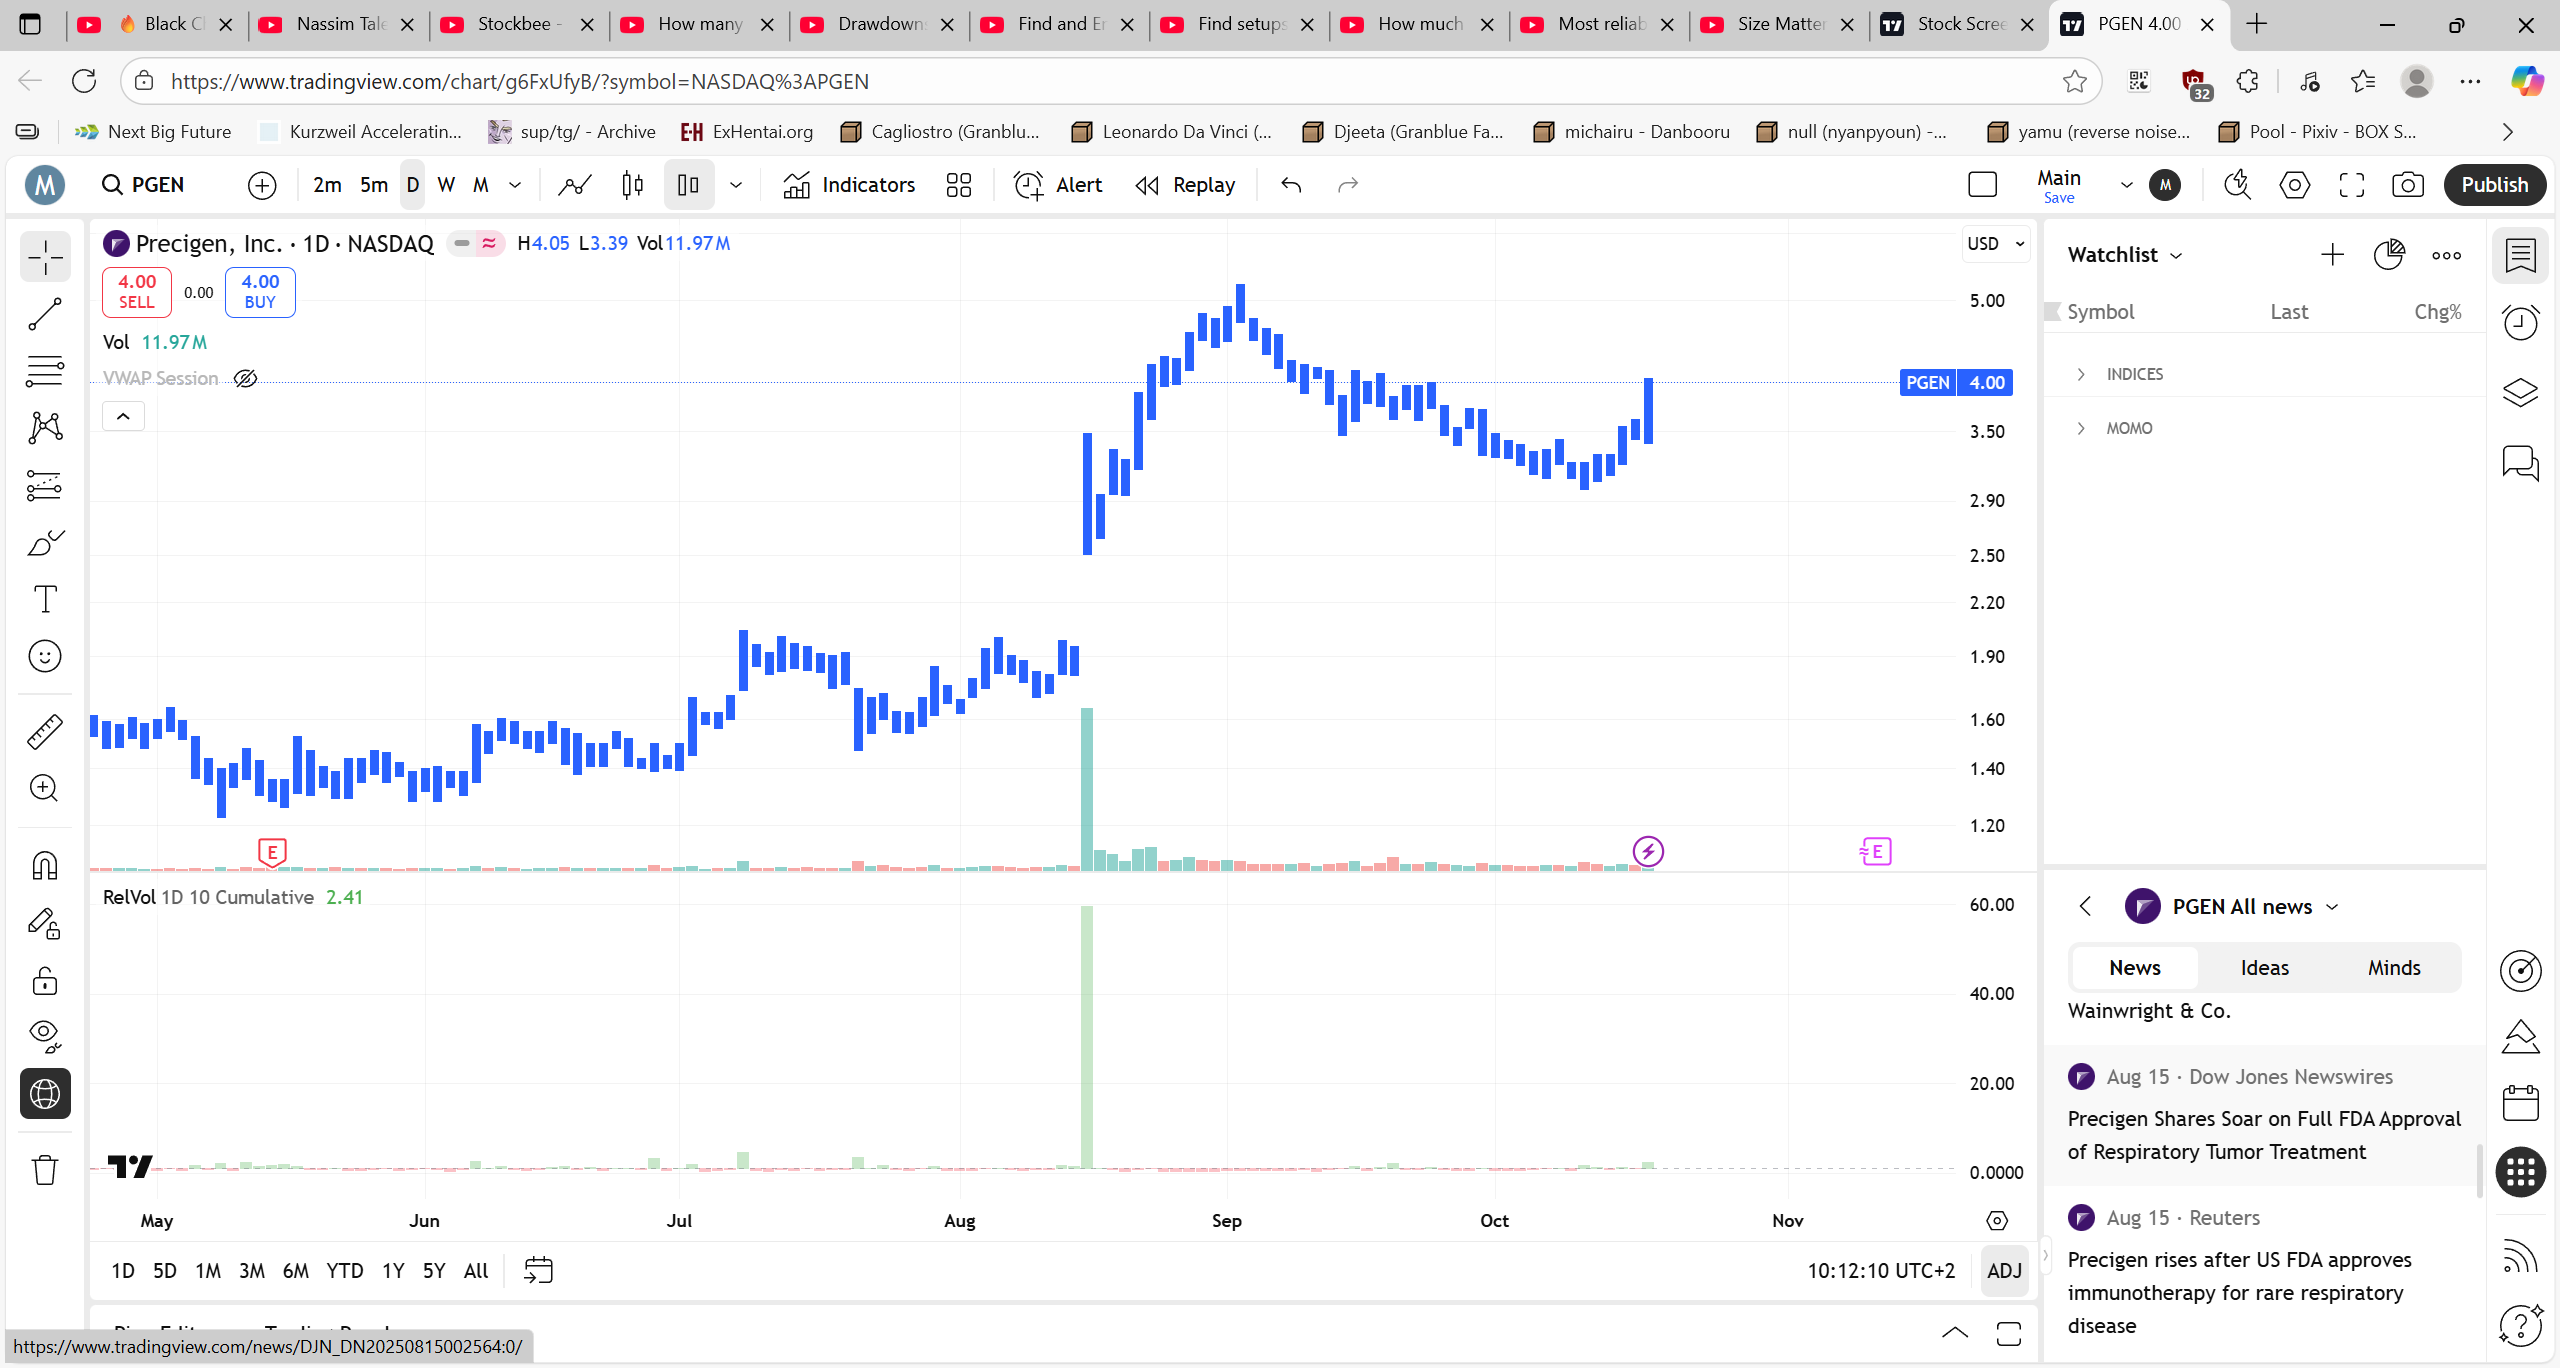 Black Cl
Nassim Tale
Stockbee -
How many
Drawdowns
Find and En
Find setups
How much
Most reliab
Size Matter
Stock Scree
PGEN 4.00
https://www.tradingview.com/chart/g6FxUfyB/?symbol=NASDAQ%3APGEN
32
Next Big Future
Kurzweil Acceleratin...
sup/tg/ - Archive
E-H ExHentai.org
Cagliostro (Granblu...
Leonardo Da Vinci (...
Djeeta (Granblue Fa...
michairu - Danbooru
null (nyanpyoun) -...
yamu (reverse noise...
Pool - Pixiv - BOX S...
M
PGEN
2m 5m D W M
Indicators
Alert
Replay
Main
Save
M
Publish
Precigen, Inc. · 1D · NASDAQ
H4.05 L3.39 Vol11.97M
USD
4.00
SELL
0.00
4.00
BUY
Vol 11.97M
VWAP Session
5.00
PGEN 4.00
3.50
2.90
2.50
2.20
1.90
1.60
1.40
1.20
E
E
RelVol 1D 10 Cumulative 2.41
60.00
40.00
20.00
0.0000
May Jun Jul Aug Sep Oct Nov
1D 5D 1M 3M 6M YTD 1Y 5Y All
10:12:10 UTC+2
ADJ
https://www.tradingview.com/news/DJN_DN20250815002564:0/
Watchlist
Symbol Last Chg%
INDICES
MOMO
PGEN All news
News Ideas Minds
Wainwright & Co.
Aug 15 · Dow Jones Newswires
Precigen Shares Soar on Full FDA Approval
of Respiratory Tumor Treatment
Aug 15 · Reuters
Precigen rises after US FDA approves
immunotherapy for rare respiratory
disease